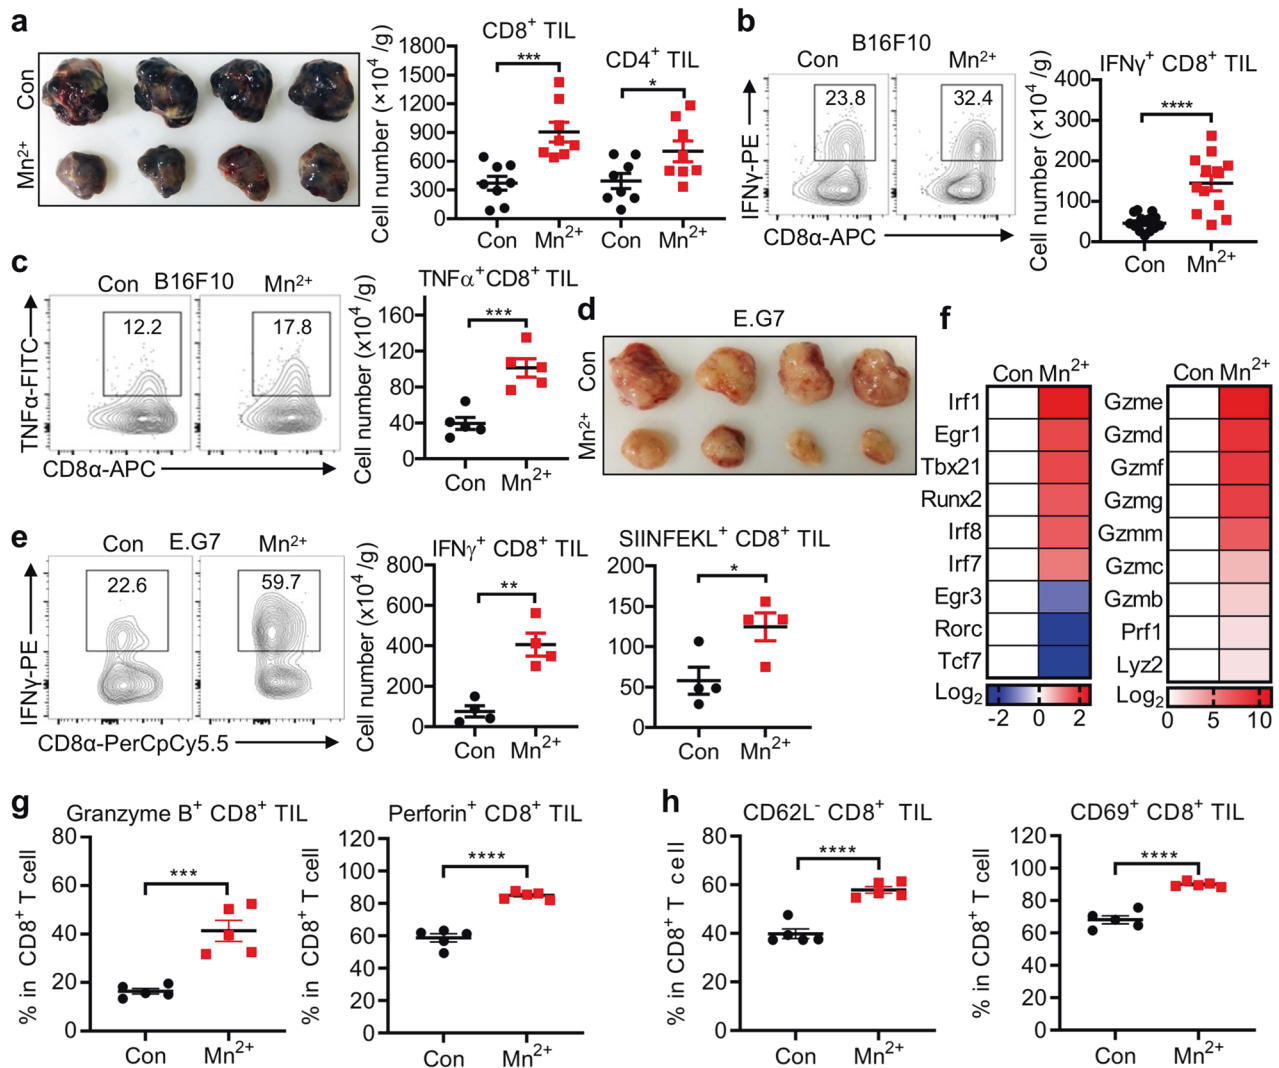 a
Con
Mn2+
Cell number (×10⁴ /g)
CD8+ TIL
CD4+ TIL
1800
1500
1200
900
600
300
0
***
*
Con Mn2+ Con Mn2+
b
B16F10
Con Mn2+
23.8 32.4
IFNγ-PE
CD8α-APC
IFNγ+ CD8+ TIL
Cell number (×10⁴ /g)
400
300
200
100
0
****
Con Mn2+
c
Con B16F10 Mn2+
12.2 17.8
TNFα-FITC
CD8α-APC
TNFα+CD8+ TIL
Cell number (x10⁴ /g)
160
120
80
40
0
***
Con Mn2+
d
E.G7
Con
Mn2+
e
Con E.G7 Mn2+
22.6 59.7
IFNγ-PE
CD8α-PerCpCy5.5
IFNγ+ CD8+ TIL
Cell number (x10⁴ /g)
800
600
400
200
0
**
Con Mn2+
SIINFEKL+ CD8+ TIL
200
150
100
50
0
*
Con Mn2+
f
Con Mn2+
Irf1
Egr1
Tbx21
Runx2
Irf8
Irf7
Egr3
Rorc
Tcf7
Log2
-2 0 2
Con Mn2+
Gzme
Gzmd
Gzmf
Gzmg
Gzmm
Gzmc
Gzmb
Prf1
Lyz2
Log2
0 5 10
g
Granzyme B+ CD8+ TIL
% in CD8+ T cell
80
60
40
20
0
***
Con Mn2+
Perforin+ CD8+ TIL
% in CD8+ T cell
120
100
80
60
40
20
0
****
Con Mn2+
h
CD62L- CD8+ TIL
% in CD8+ T cell
80
60
40
20
0
****
Con Mn2+
CD69+ CD8+ TIL
% in CD8+ T cell
120
100
80
60
40
20
0
****
Con Mn2+